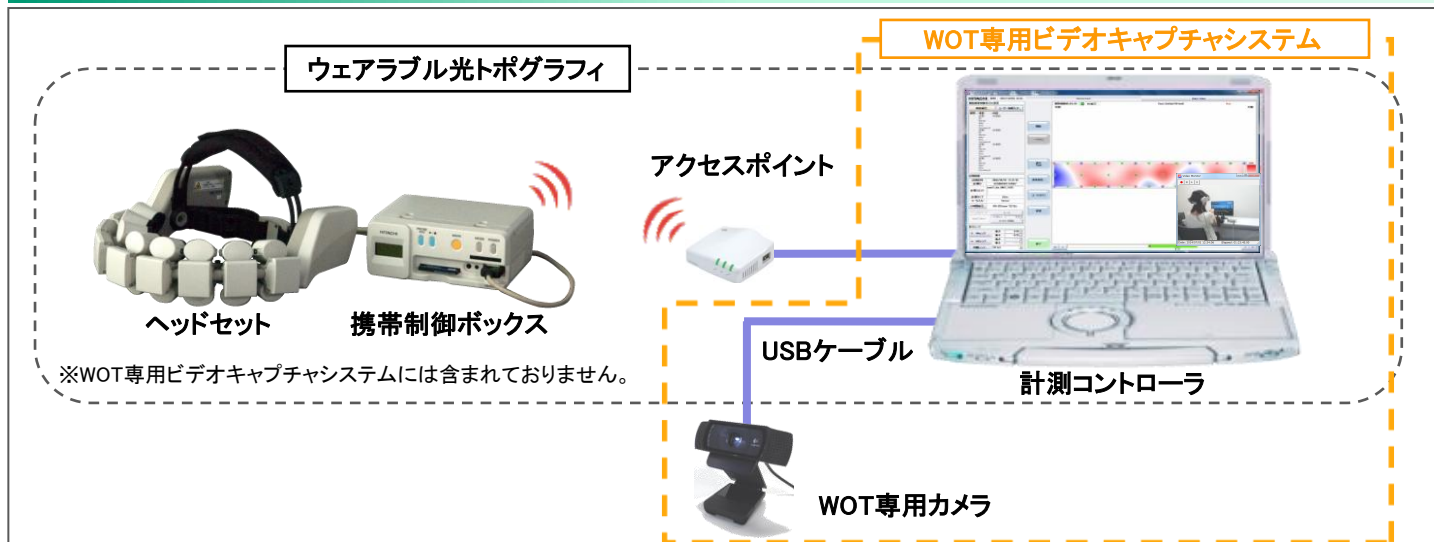 WOT専用ビデオキャプチャシステム
ウェアラブル光トポグラフィ
アクセスポイント
ヘッドセット
携帯制御ボックス
USBケーブル
※WOT専用ビデオキャプチャシステムには含まれておりません。
計測コントローラ
WOT専用カメラ